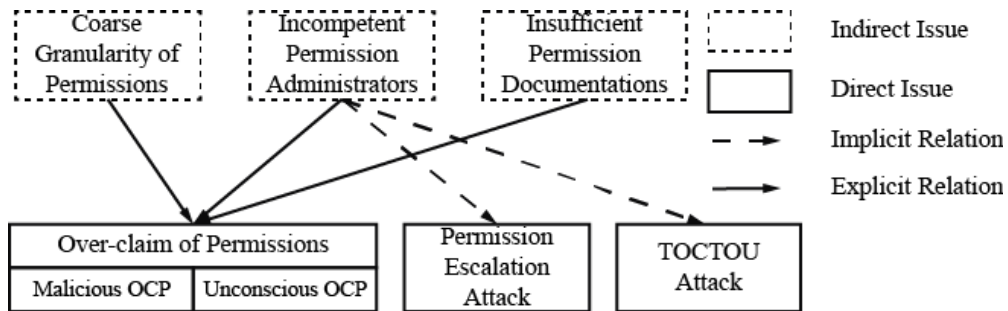 Coarse
Granularity of
Permissions
Incompetent
Permission
Administrators
Insufficient
Permission
Documentations
Indirect Issue
Direct Issue
Implicit Relation
Explicit Relation
Over-claim of Permissions
Malicious OCP
Unconscious OCP
Permission
Escalation
Attack
TOCTOU
Attack